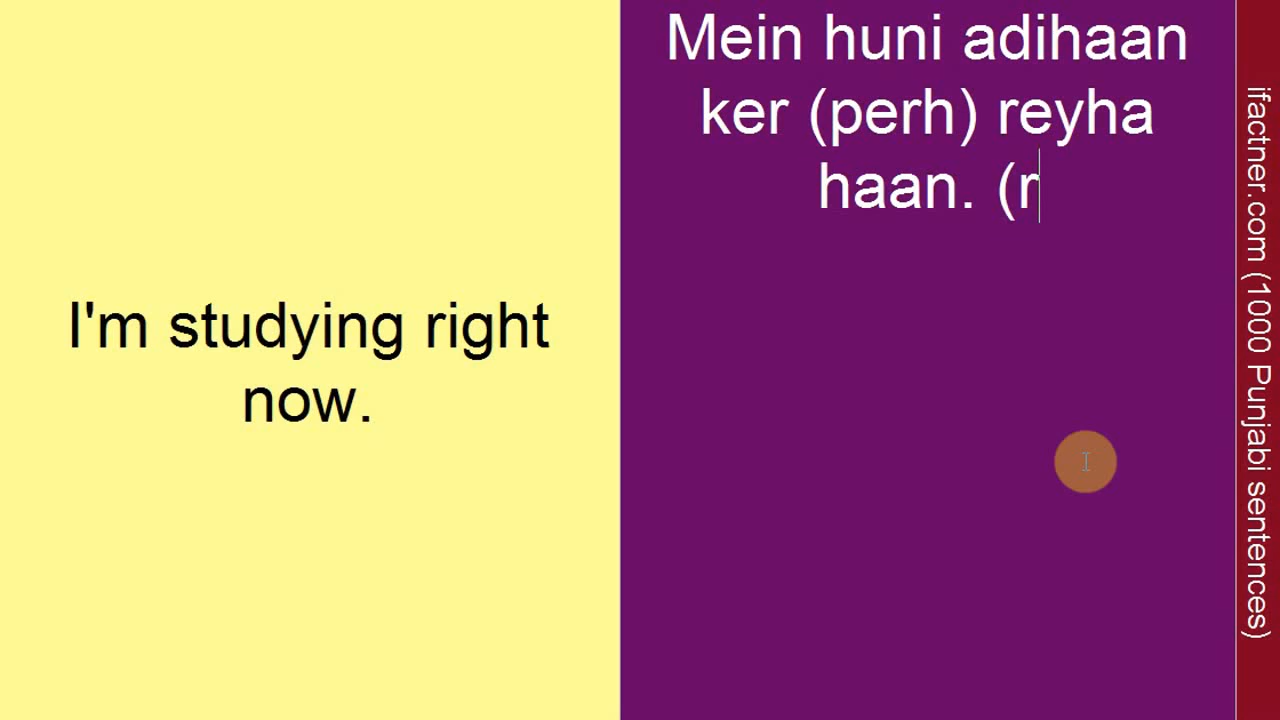 I'm studying right
now.
Mein huni adihaan
ker (perh) reyha
haan. (r
ifactner.com (1000 Punjabi sentences)